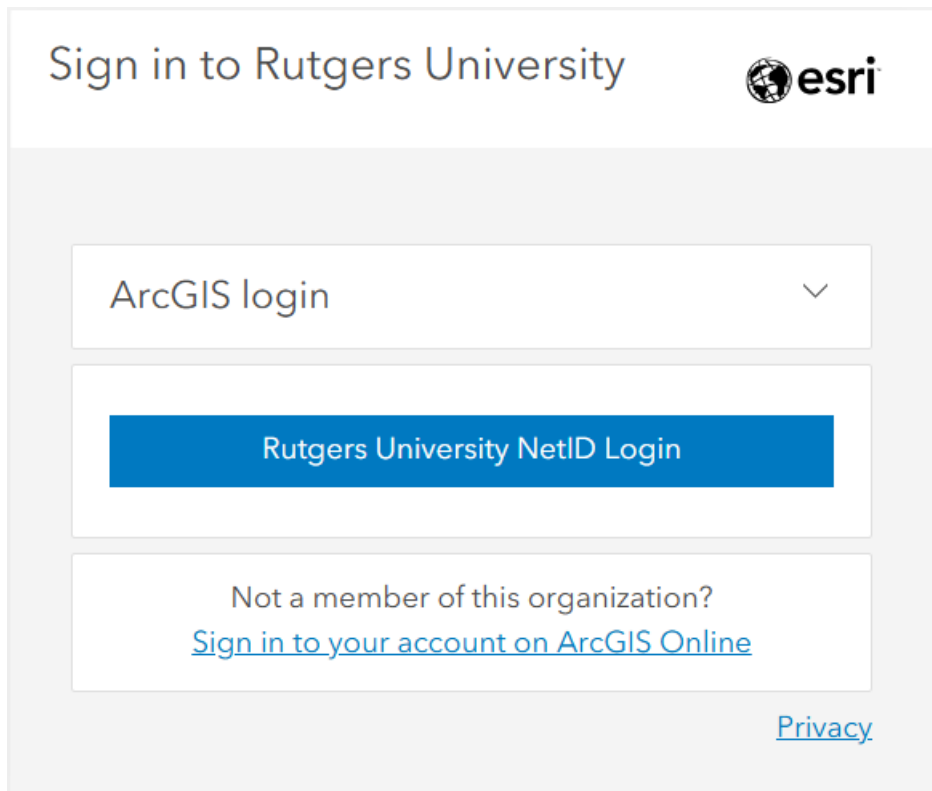 Sign in to Rutgers University
esri
ArcGIS login
Rutgers University NetID Login
Not a member of this organization?
Sign in to your account on ArcGIS Online
Privacy